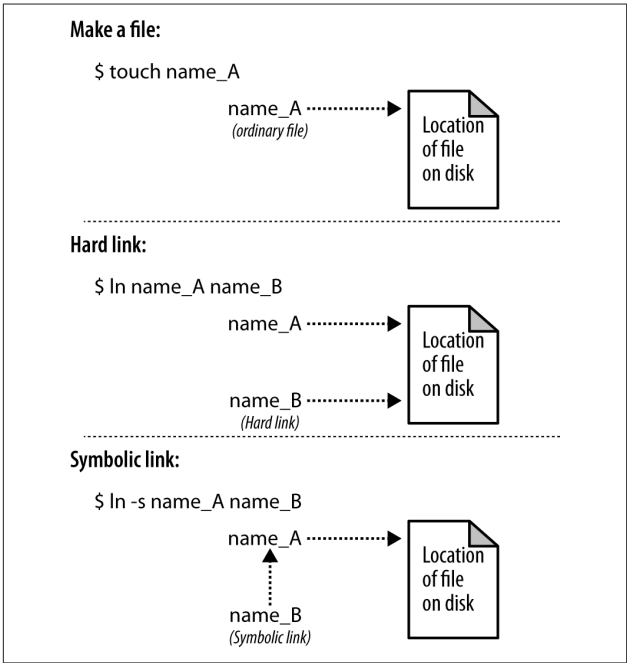 Make a file:
$ touch name_A
name_A
(ordinary file)
Location
of file
on disk
Hard link:
$ ln name_A name_B
name_A
name_B
(Hard link)
Location
of file
on disk
Symbolic link:
$ ln -s name_A name_B
name_A
name_B
(Symbolic link)
Location
of file
on disk